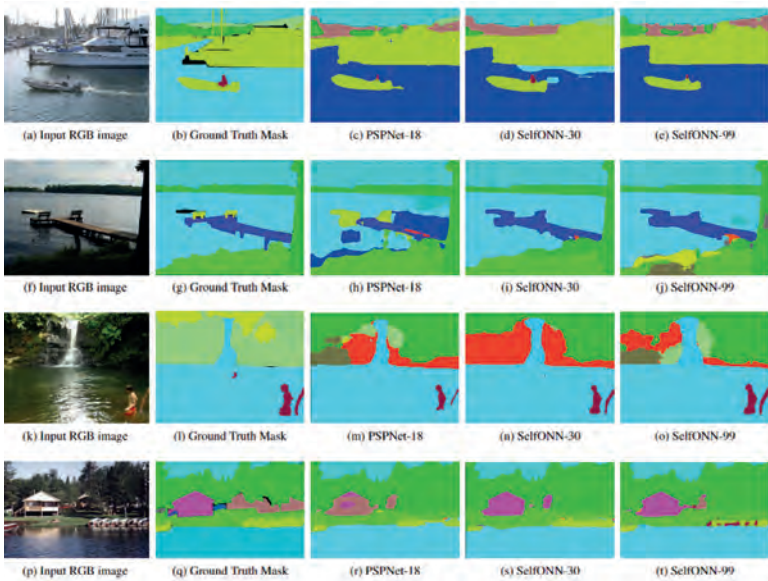 (a) Input RGB image (b) Ground Truth Mask (c) PSPNet-18 (d) SelfONN-30 (e) SelfONN-99
(f) Input RGB image (g) Ground Truth Mask (h) PSPNet-18 (i) SelfONN-30 (j) SelfONN-99
(k) Input RGB image (l) Ground Truth Mask (m) PSPNet-18 (n) SelfONN-30 (o) SelfONN-99
(p) Input RGB image (q) Ground Truth Mask (r) PSPNet-18 (s) SelfONN-30 (t) SelfONN-99